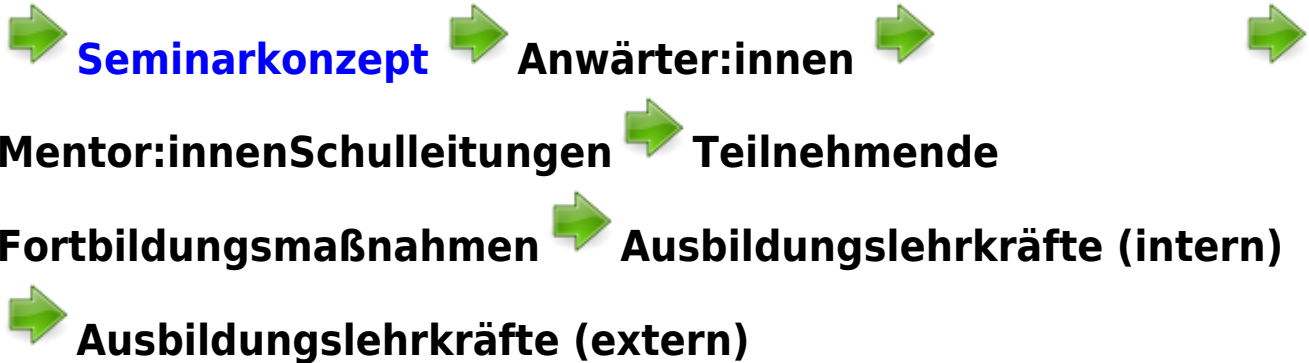 Seminarkonzept Anwärter:innen
Mentor:innenSchulleitungen Teilnehmende
Fortbildungsmaßnahmen Ausbildungslehrkräfte (intern)
Ausbildungslehrkräfte (extern)